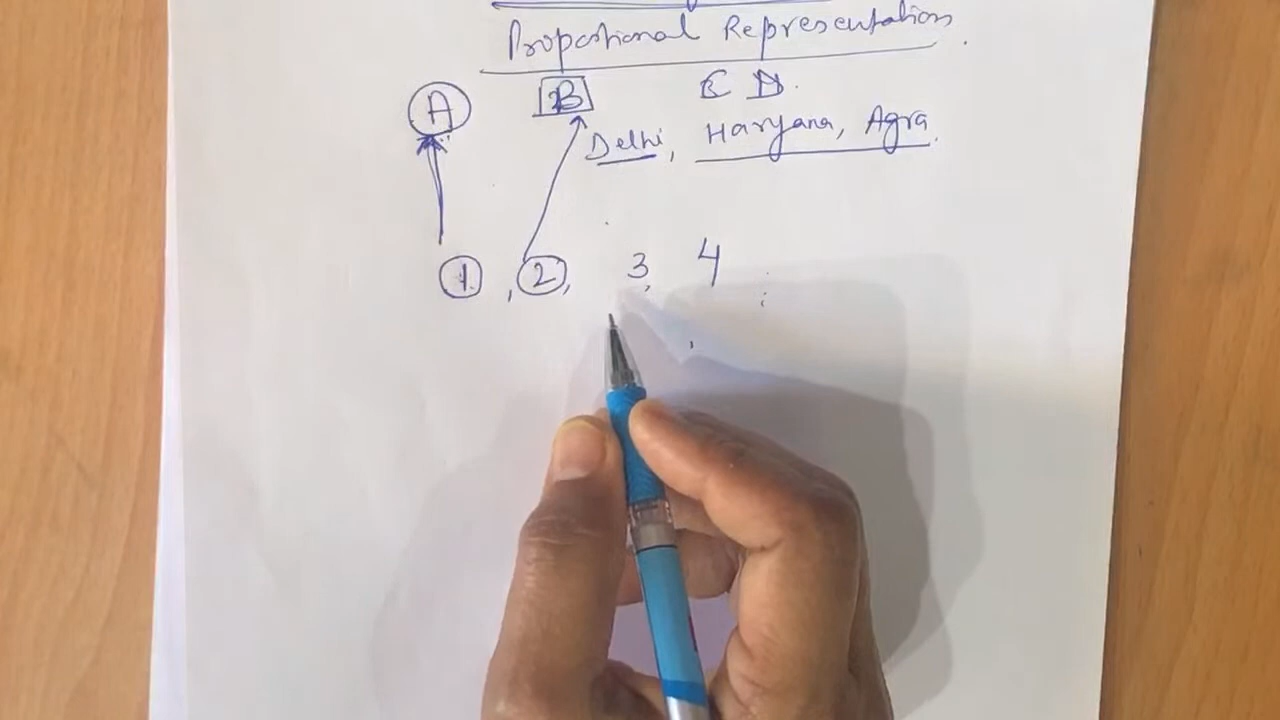 Proportional Representation.
A B C D.
Delhi, Haryana, Agra.
1, 2, 3, 4